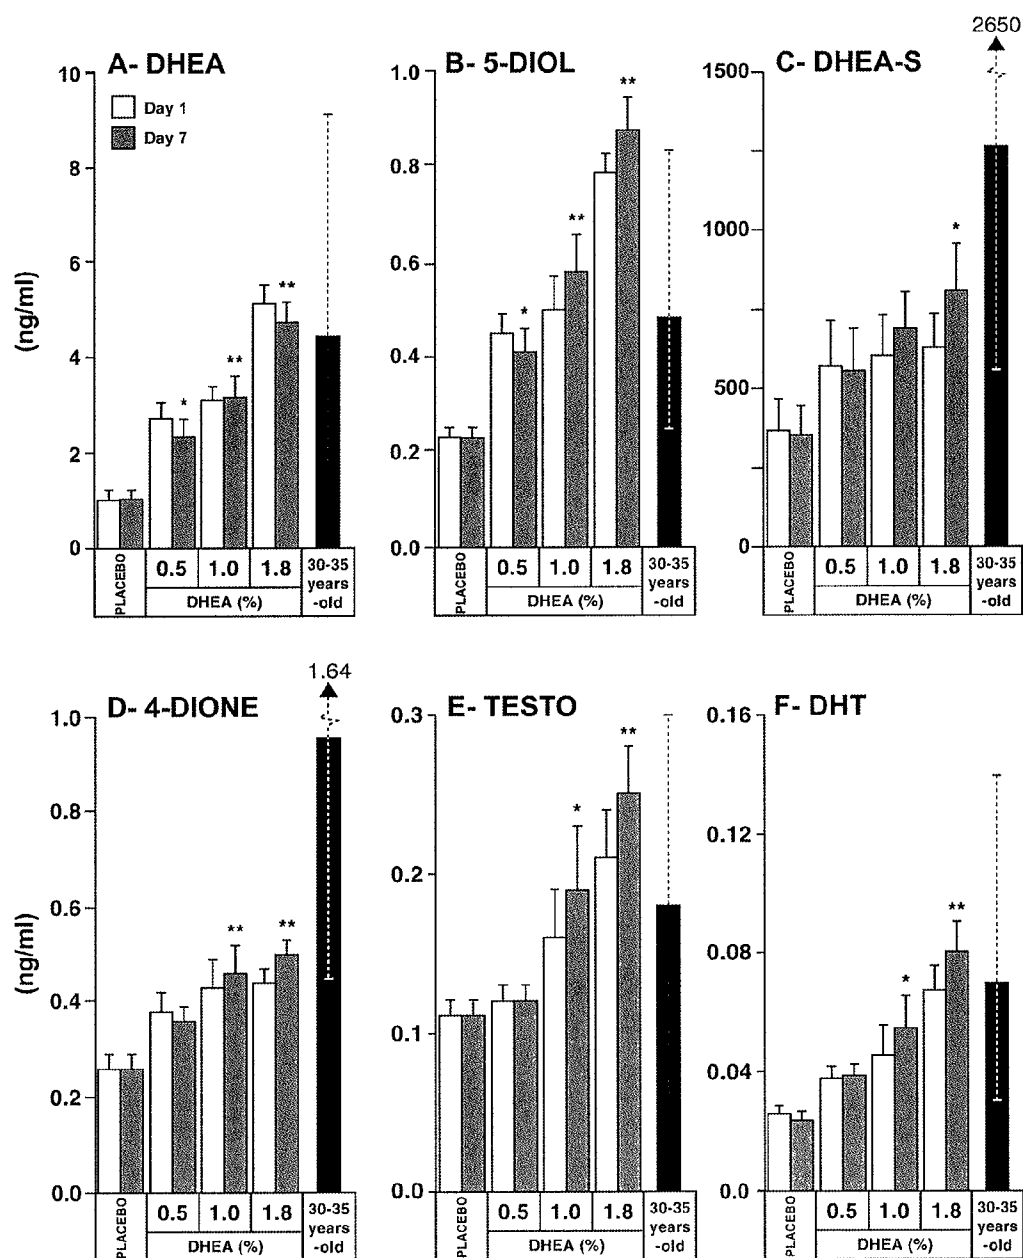 2650
A- DHEA
B- 5-DIOL
C- DHEA-S
10
8
6
4
2
0
(ng/ml)
Day 1
Day 7
*
**
**
1.0
0.8
0.6
0.4
0.2
0.0
*
**
**
1500
1000
500
0
*
PLACEBO
0.5
1.0
1.8
DHEA (%)
30-35
years
-old
PLACEBO
0.5
1.0
1.8
DHEA (%)
30-35
years
-old
PLACEBO
0.5
1.0
1.8
DHEA (%)
30-35
years
-old
1.64
D- 4-DIONE
E- TESTO
F- DHT
1.0
0.8
0.6
0.4
0.2
0.0
(ng/ml)
**
**
0.3
0.2
0.1
0.0
*
**
0.16
0.12
0.08
0.04
0.0
*
**
PLACEBO
0.5
1.0
1.8
DHEA (%)
30-35
years
-old
PLACEBO
0.5
1.0
1.8
DHEA (%)
30-35
years
-old
PLACEBO
0.5
1.0
1.8
DHEA (%)
30-35
years
-old